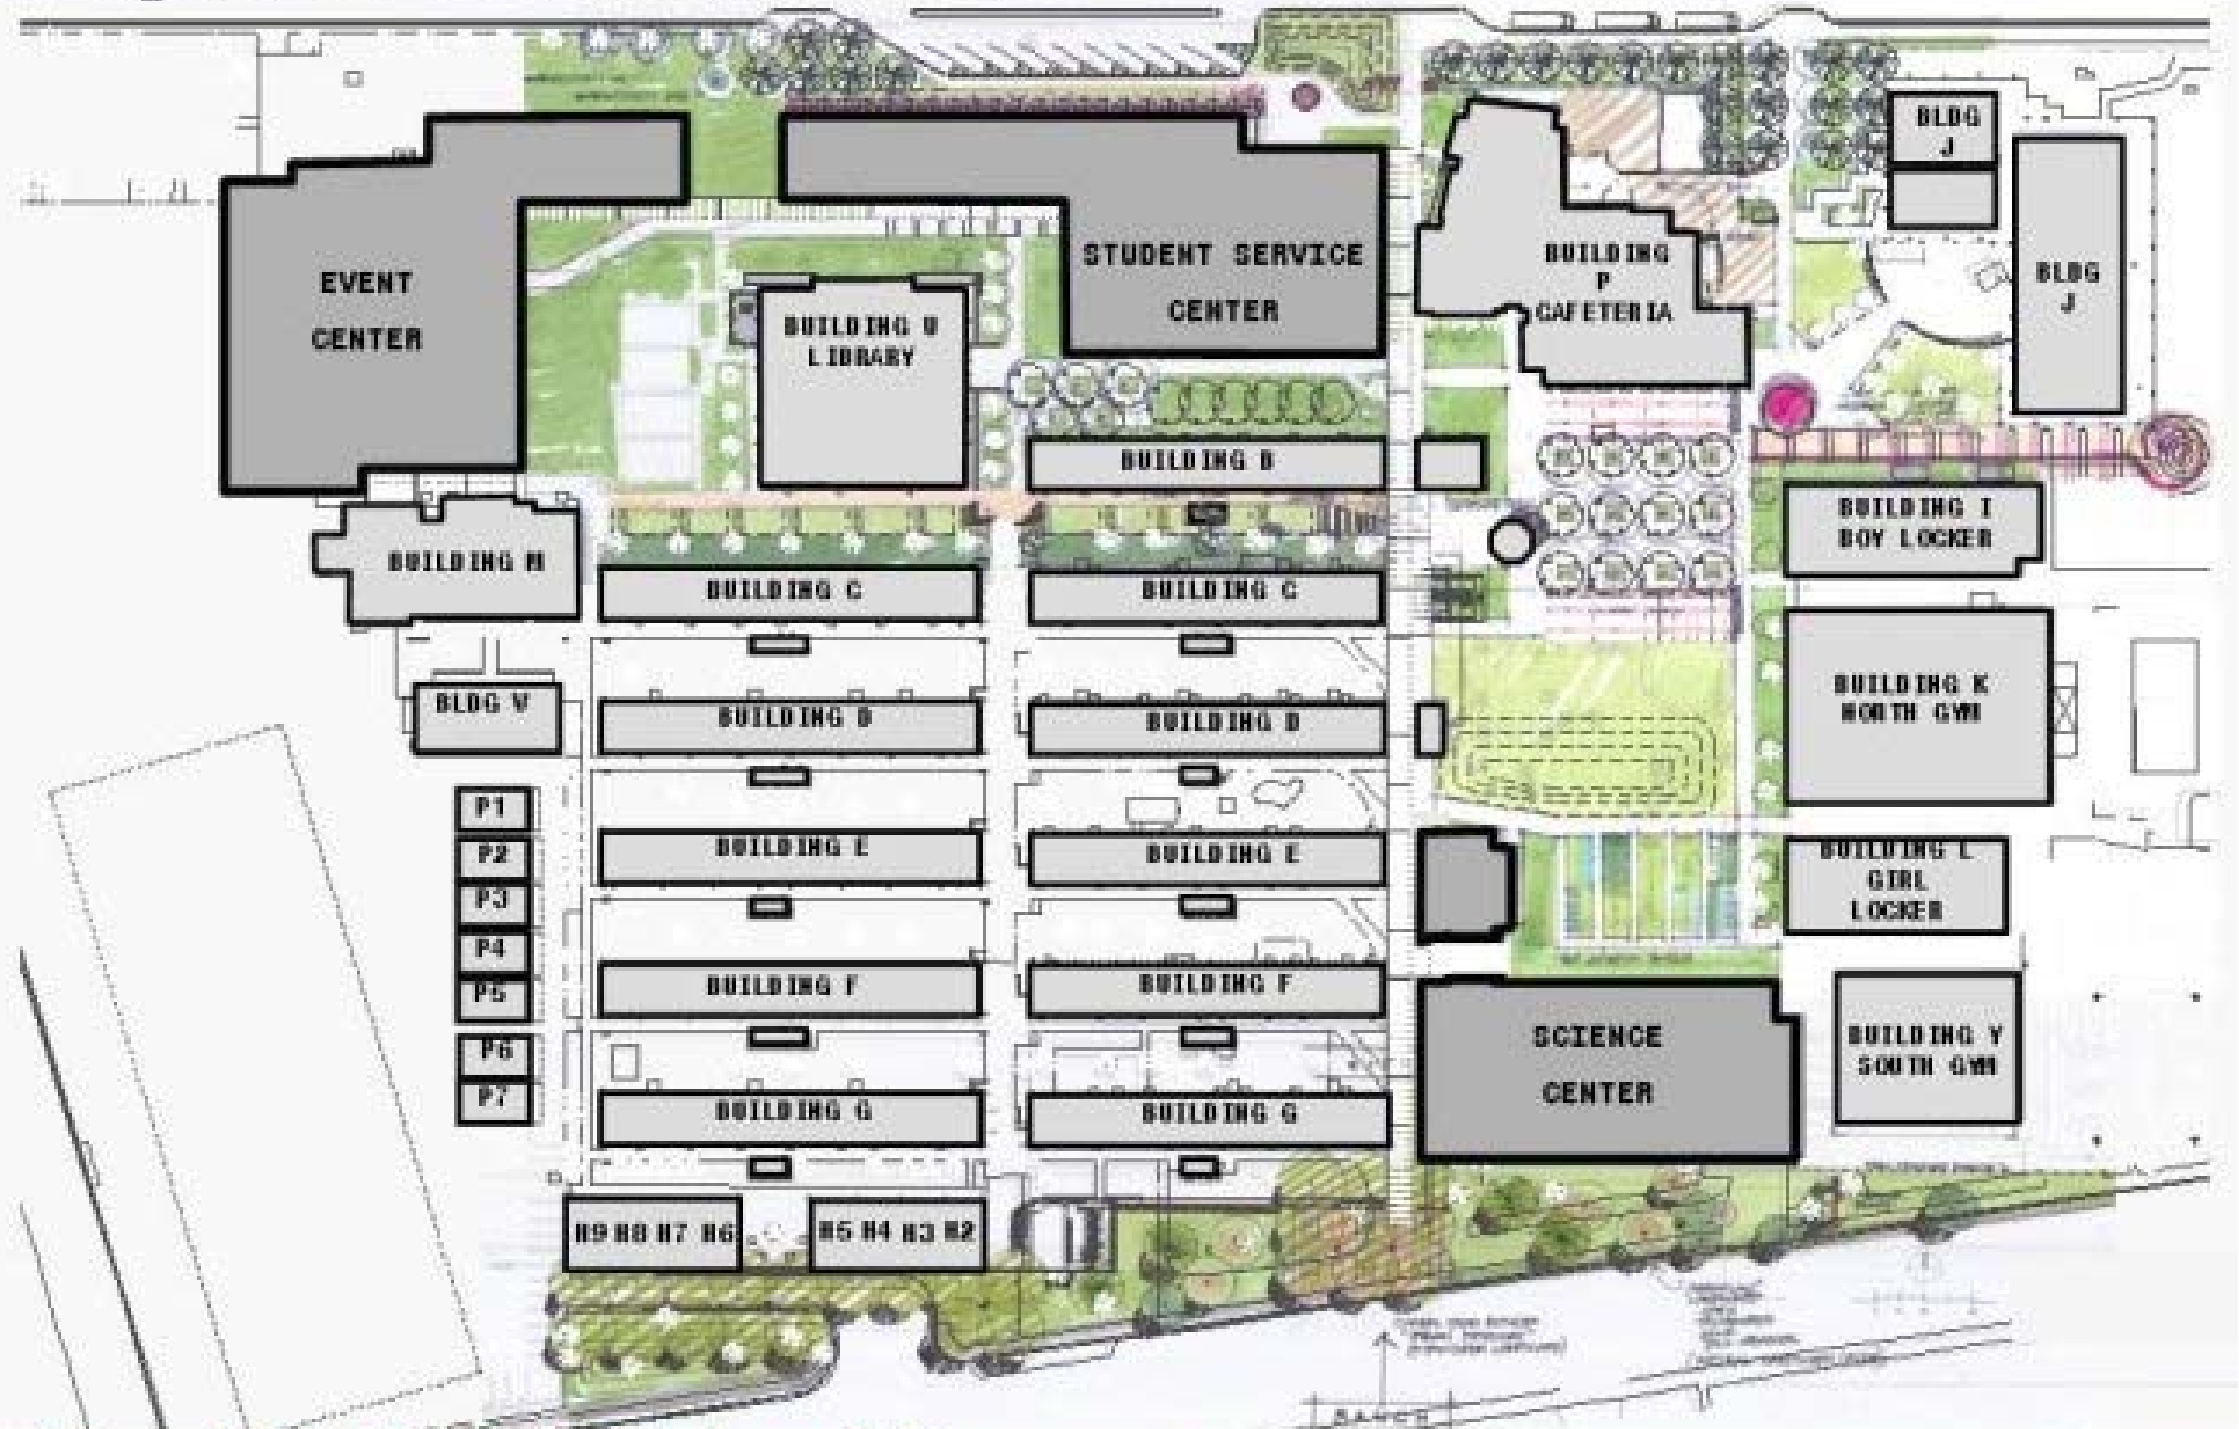 BLDG
J
EVENT
CENTER
STUDENT SERVICE
CENTER
BUILDING
P
CAFETERIA
BLDG
J
BUILDING U
LIBRARY
BUILDING B
BUILDING I
BOY LOCKER
BUILDING M
BUILDING C
BUILDING C
BLDG V
BUILDING D
BUILDING D
BUILDING K
NORTH GYM
P1
P2
P3
P4
P5
P6
P7
BUILDING E
BUILDING E
BUILDING L
GIRL
LOCKER
BUILDING F
BUILDING F
SCIENCE
CENTER
BUILDING Y
SOUTH GYM
BUILDING G
BUILDING G
H9 H8 H7 H6
H5 H4 H3 H2